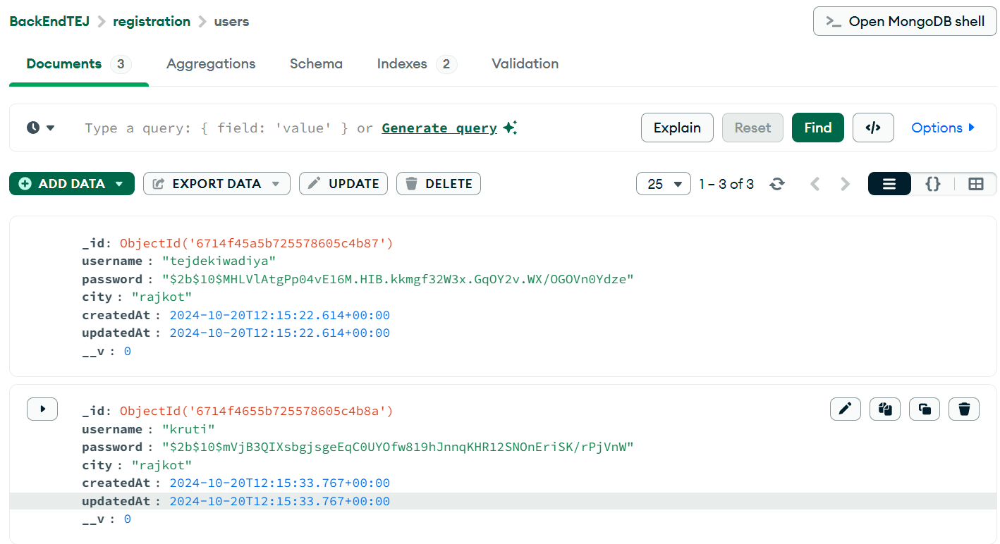 BackEndTEJ > registration > users
>_ Open MongoDB shell
Documents 3 Aggregations Schema Indexes 2 Validation
Type a query: { field: 'value' } or Generate query
Explain Reset Find </> Options
ADD DATA EXPORT DATA UPDATE DELETE
25 1 – 3 of 3 {}
_id: ObjectId('6714f45a5b725578605c4b87')
username : "tejdekiwadiya"
password : "$2b$10$MHLVlAtgPp04vE16M.HIB.kkmgf32W3x.GqOY2v.WX/OGOVn0Ydze"
city : "rajkot"
createdAt : 2024-10-20T12:15:22.614+00:00
updatedAt : 2024-10-20T12:15:22.614+00:00
__v : 0
_id: ObjectId('6714f4655b725578605c4b8a')
username : "kruti"
password : "$2b$10$mVjB3QIXsbgjsgeEqC0UYOfw819hJnnqKHR12SNOnEriSK/rPjVnW"
city : "rajkot"
createdAt : 2024-10-20T12:15:33.767+00:00
updatedAt : 2024-10-20T12:15:33.767+00:00
__v : 0